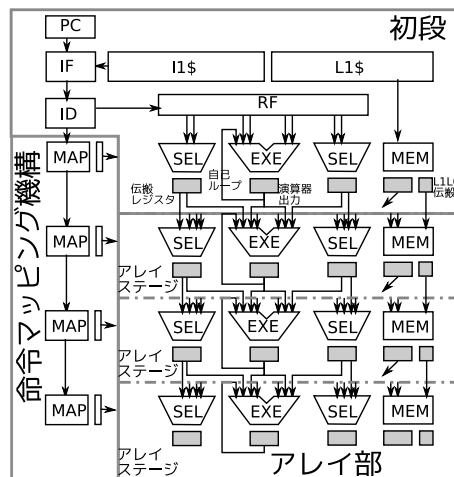 PC
初段
IF
I1$
L1$
ID
RF
命令マッピング機構
MAP
SEL
自己
ループ
EXE
SEL
MEM
伝搬
レジスタ
演算器
出力
伝搬
MAP
SEL
EXE
SEL
MEM
アレイ
ステージ
MAP
SEL
EXE
SEL
MEM
アレイ
ステージ
MAP
SEL
EXE
SEL
MEM
アレイ
ステージ
アレイ部